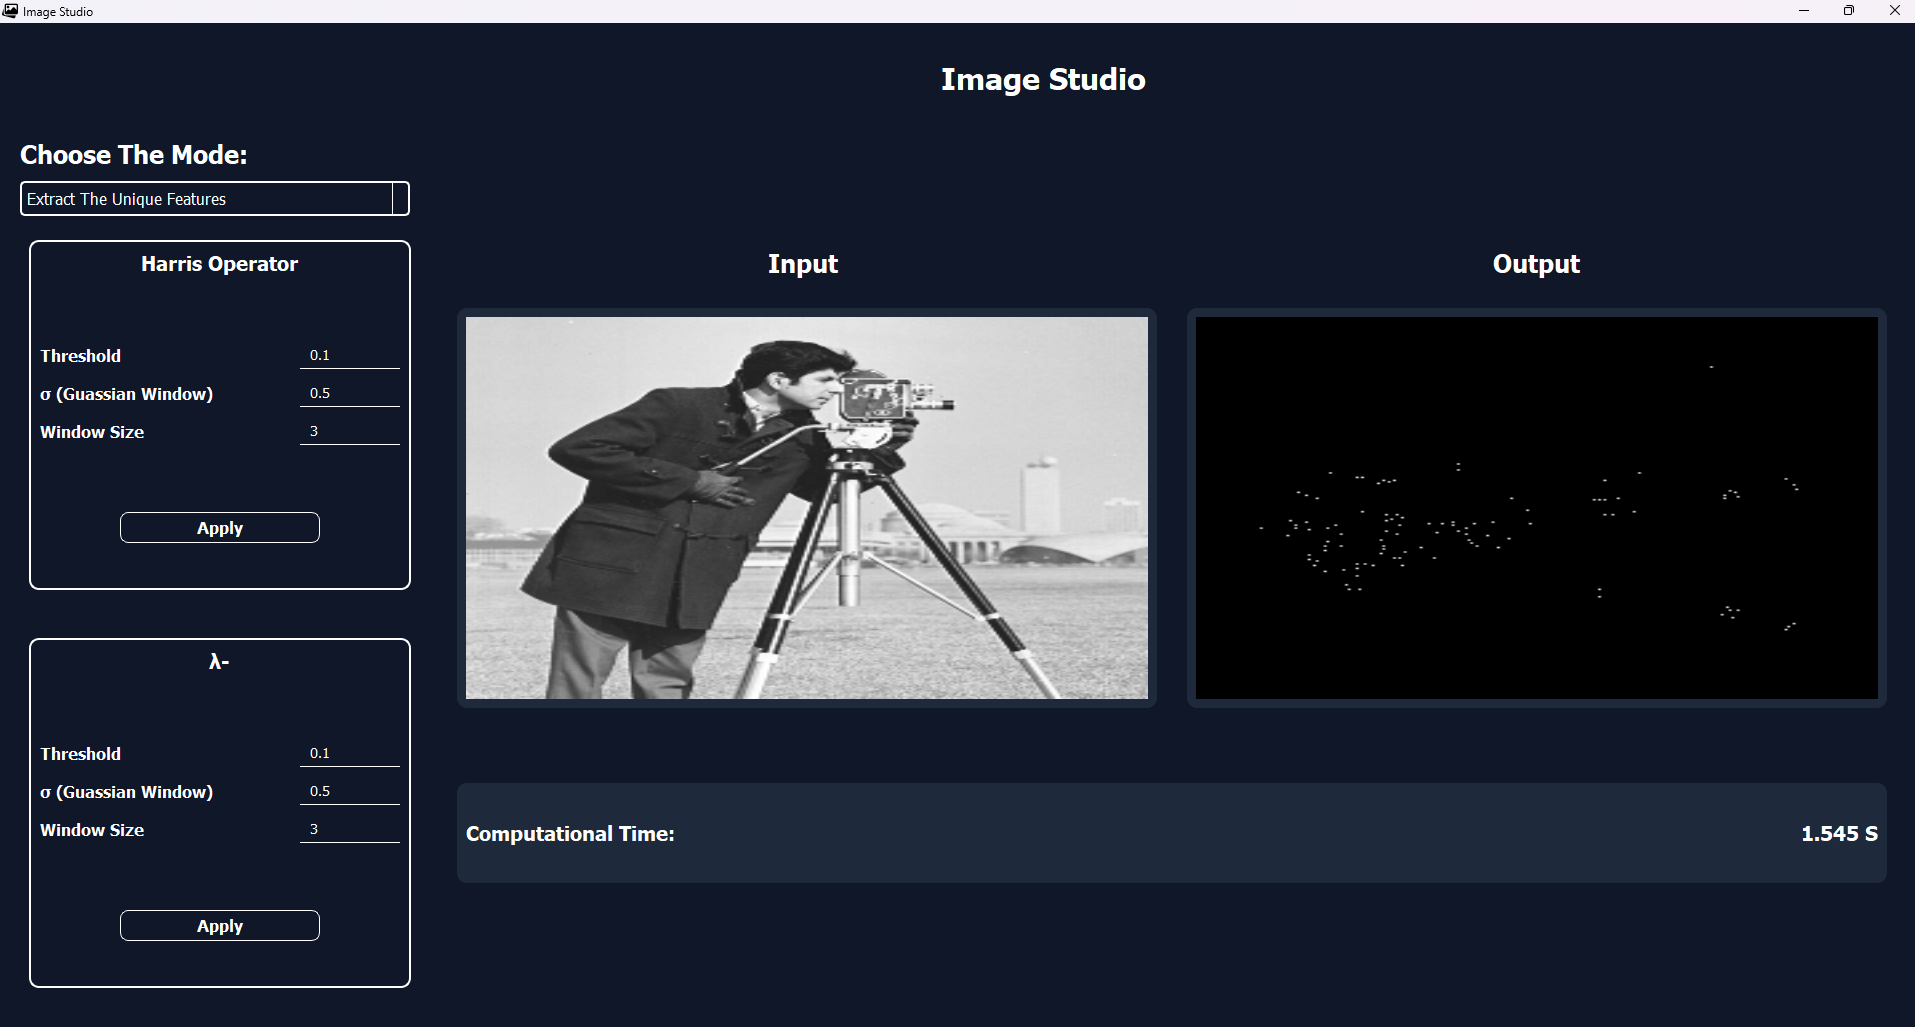 Image Studio
Image Studio
Choose The Mode:
Extract The Unique Features
Harris Operator
Threshold 0.1
σ (Guassian Window) 0.5
Window Size 3
Apply
λ-
Threshold 0.1
σ (Guassian Window) 0.5
Window Size 3
Apply
Input
Output
Computational Time: 1.545 S